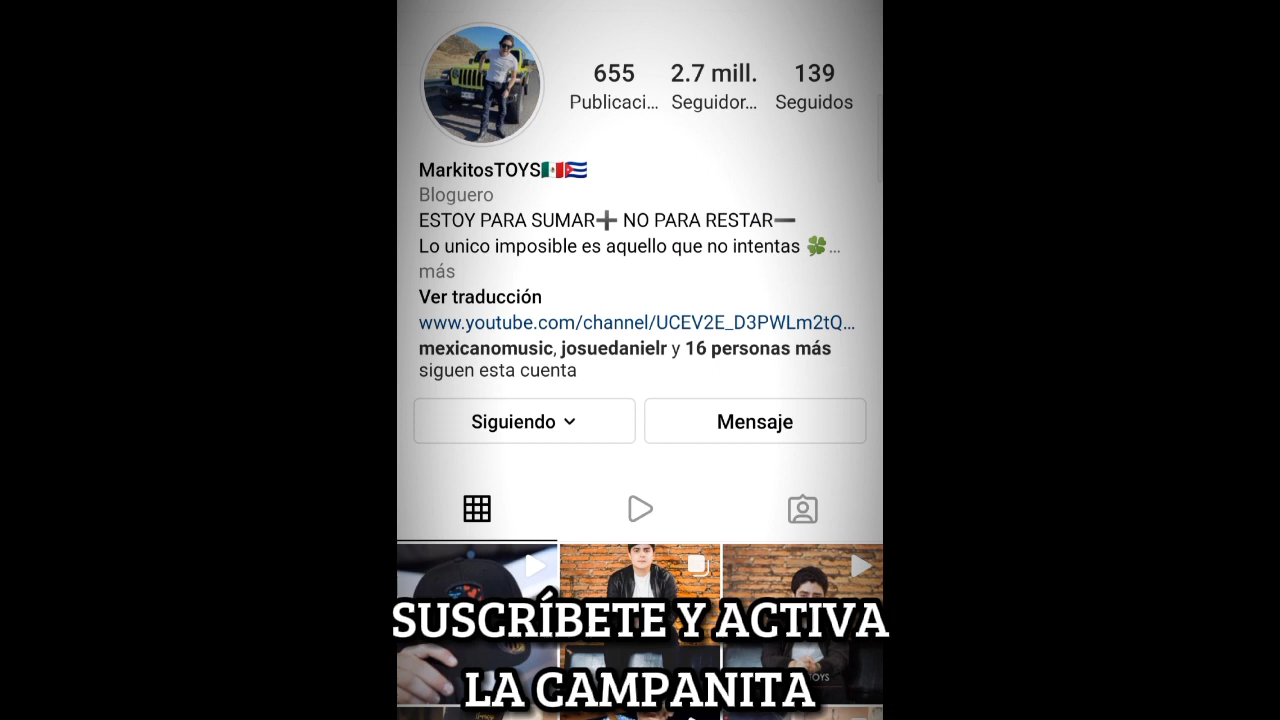 655 2.7 mill. 139
Publicaci... Seguidor... Seguidos
MarkitosTOYS🇲🇽🇨🇺
Bloguero
ESTOY PARA SUMAR➕ NO PARA RESTAR➖
Lo unico imposible es aquello que no intentas 🍀...
más
Ver traducción
www.youtube.com/channel/UCEV2E_D3PWLm2tQ...
mexicanomusic, josuedanielr y 16 personas más
siguen esta cuenta
Siguiendo Mensaje
SUSCRÍBETE Y ACTIVA
OYS
LA CAMPANITA